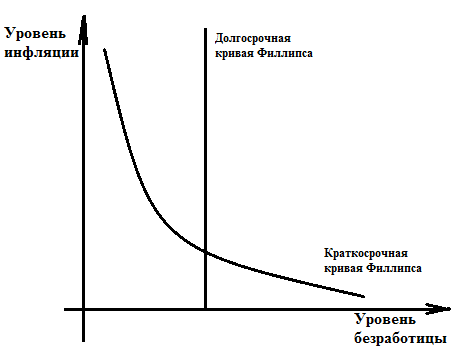 Уровень
инфляции
Долгосрочная
кривая Филлипса
Краткосрочная
кривая Филлипса
Уровень
безработицы